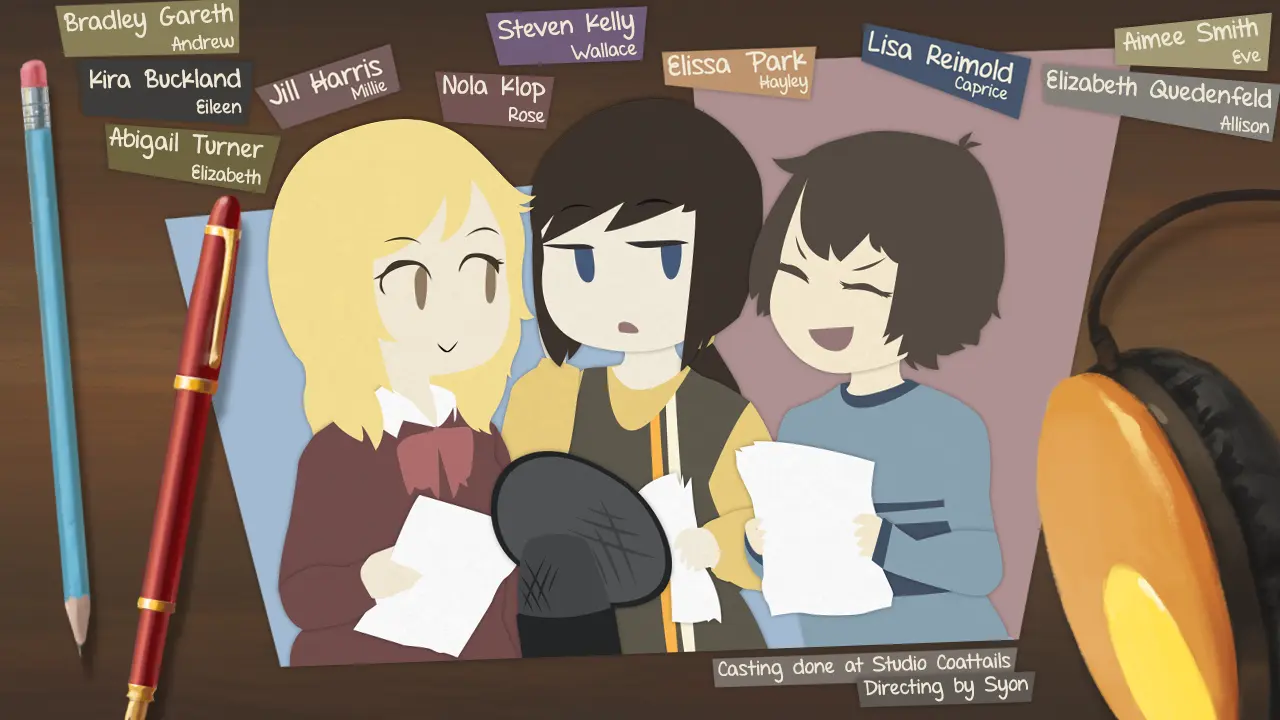 Bradley Gareth
Andrew
Kira Buckland
Eileen
Abigail Turner
Elizabeth
Jill Harris
Millie
Nola Klop
Rose
Steven Kelly
Wallace
Elissa Park
Hayley
Lisa Reimold
Caprice
Aimee Smith
Eve
Elizabeth Quedenfeld
Allison
Casting done at Studio Coattails
Directing by Syon